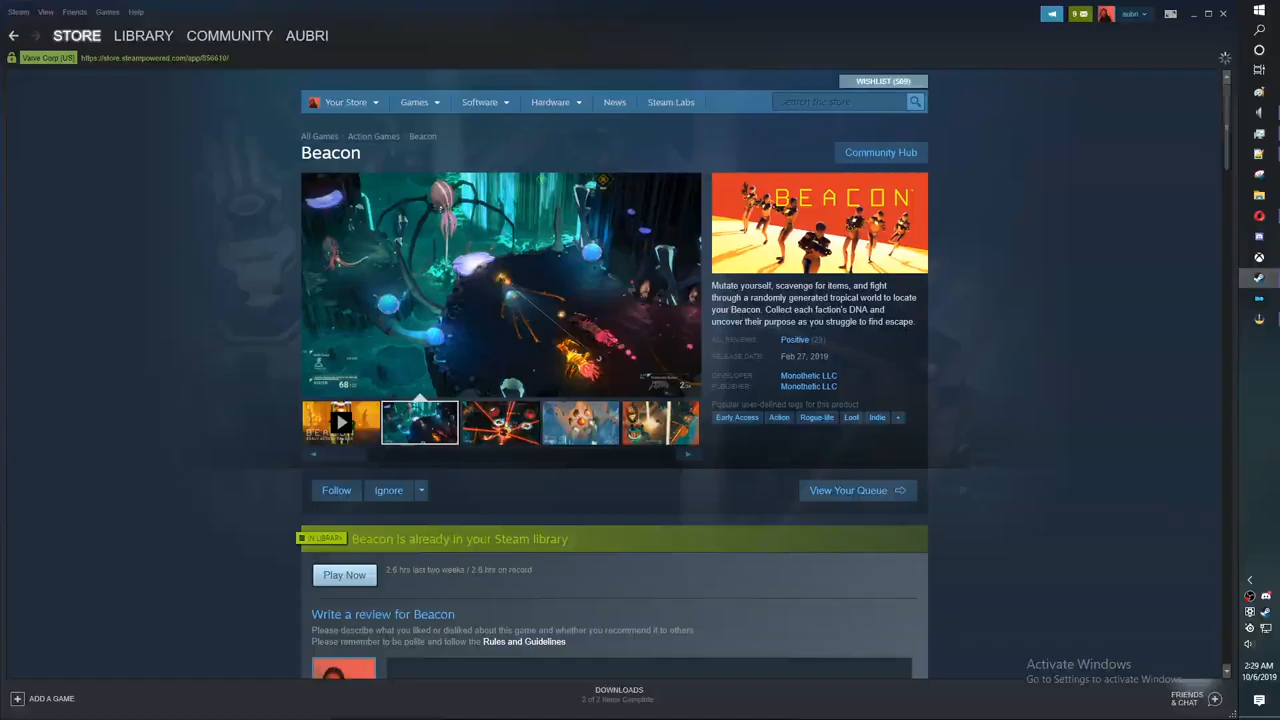 Steam View Friends Games Help
9 aubri
STORE LIBRARY COMMUNITY AUBRI
Valve Corp [US] https://store.steampowered.com/app/856610/
WISHLIST (509)
Your Store Games Software Hardware News Steam Labs search the store
All Games Action Games Beacon
Beacon
Community Hub
BEACON
Mutate yourself, scavenge for items, and fight
through a randomly generated tropical world to locate
your Beacon. Collect each faction's DNA and
uncover their purpose as you struggle to find escape.
ALL REVIEWS: Positive (29)
RELEASE DATE: Feb 27, 2019
DEVELOPER: Monothetic LLC
PUBLISHER: Monothetic LLC
Popular user-defined tags for this product
Early Access Action Rogue-lite Loot Indie +
68
Follow Ignore View Your Queue
IN LIBRARY Beacon is already in your Steam library
Play Now 2.6 hrs last two weeks / 2.6 hrs on record
Write a review for Beacon
Please describe what you liked or disliked about this game and whether you recommend it to others.
Please remember to be polite and follow the Rules and Guidelines
Activate Windows
Go to Settings to activate Windows.
2:29 AM
10/6/2019
ADD A GAME
DOWNLOADS
2 of 2 Items Complete
FRIENDS
& CHAT